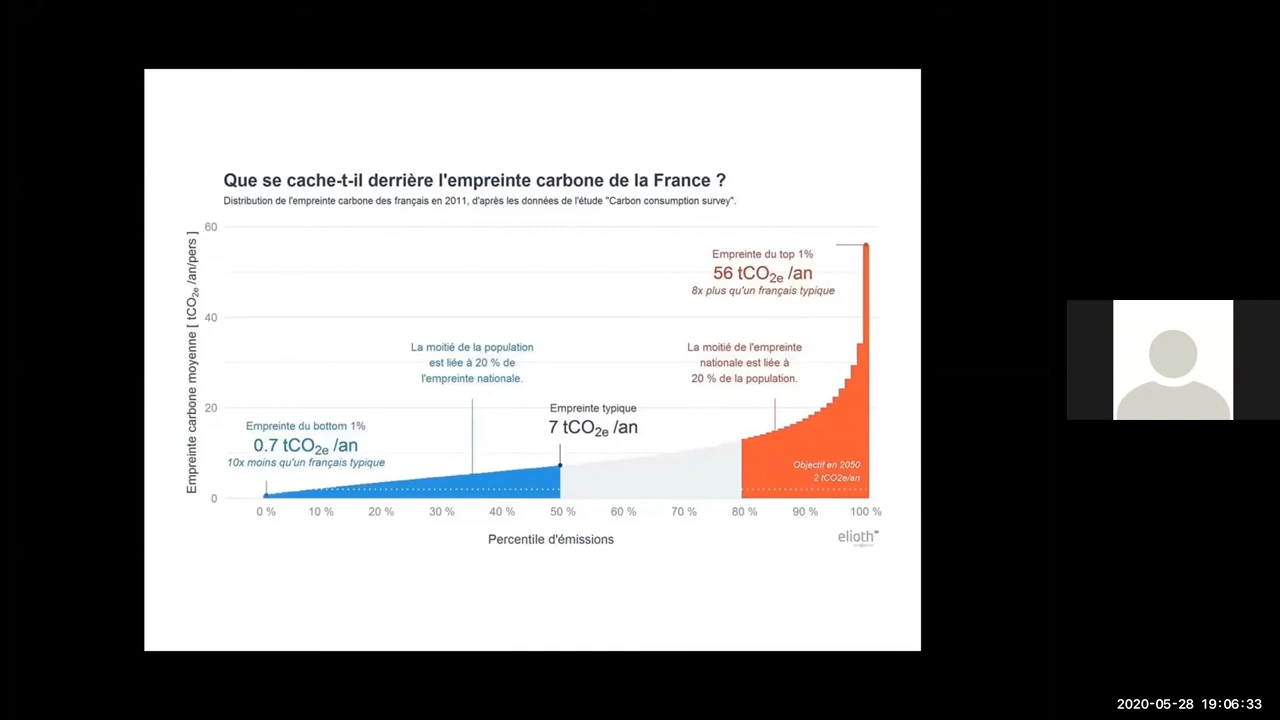 Que se cache-t-il derrière l'empreinte carbone de la France ?
Distribution de l'empreinte carbone des français en 2011, d'après les données de l'étude "Carbon consumption survey".
Empreinte carbone moyenne [ tCO2e /an/pers ]
60
40
20
0
Empreinte du top 1%
56 tCO2e /an
8x plus qu'un français typique
La moitié de la population
est liée à 20 % de
l'empreinte nationale.
La moitié de l'empreinte
nationale est liée à
20 % de la population.
Empreinte typique
7 tCO2e /an
Empreinte du bottom 1%
0.7 tCO2e /an
10x moins qu'un français typique
Objectif en 2050
2 tCO2e/an
0 % 10 % 20 % 30 % 40 % 50 % 60 % 70 % 80 % 90 % 100 %
Percentile d'émissions
elioth
2020-05-28 19:06:33